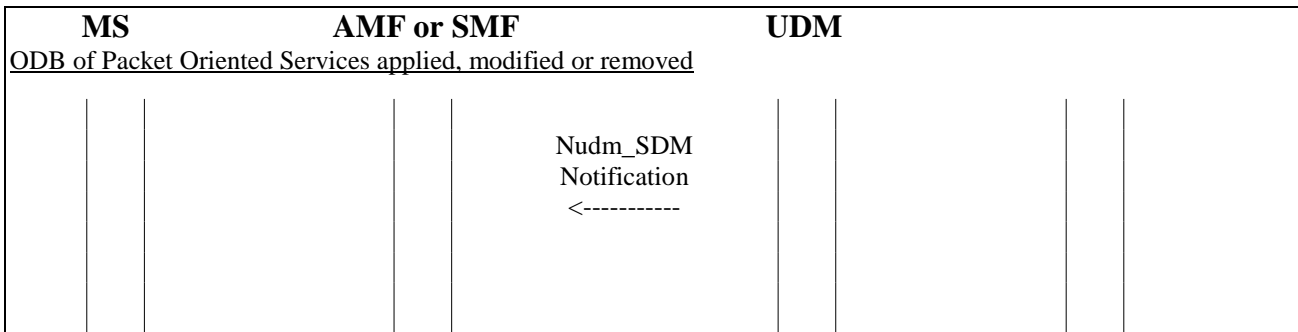 MS AMF or SMF UDM
ODB of Packet Oriented Services applied, modified or removed
Nudm_SDM
Notification
<-----------